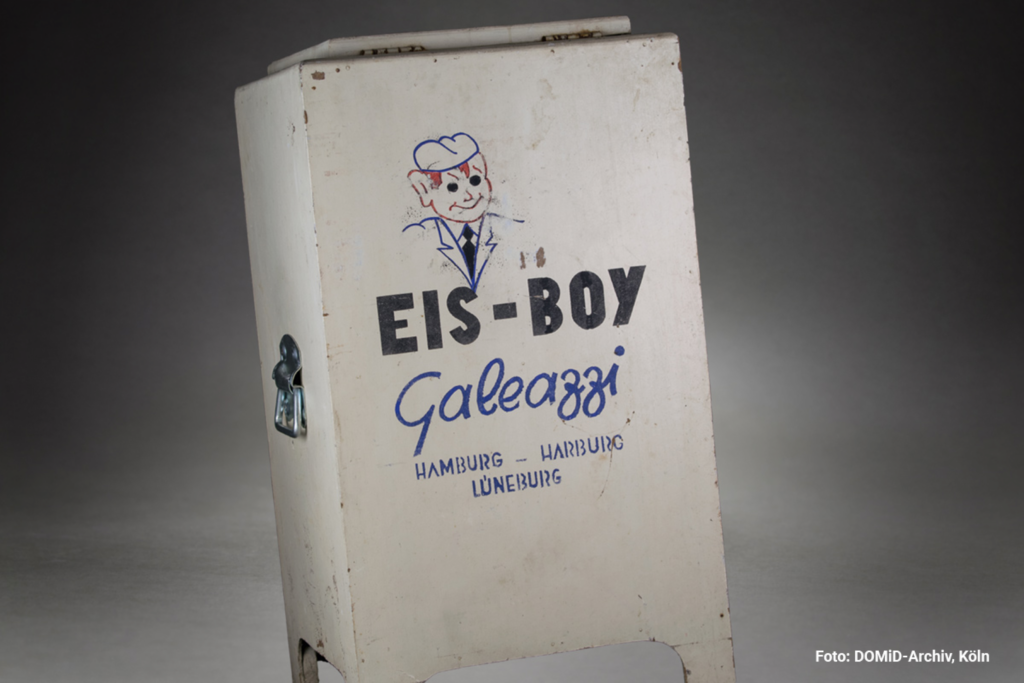 EIS-BOY
Galeazzi
HAMBURG – HARBURG
LÜNEBURG
Foto: DOMiD-Archiv, Köln